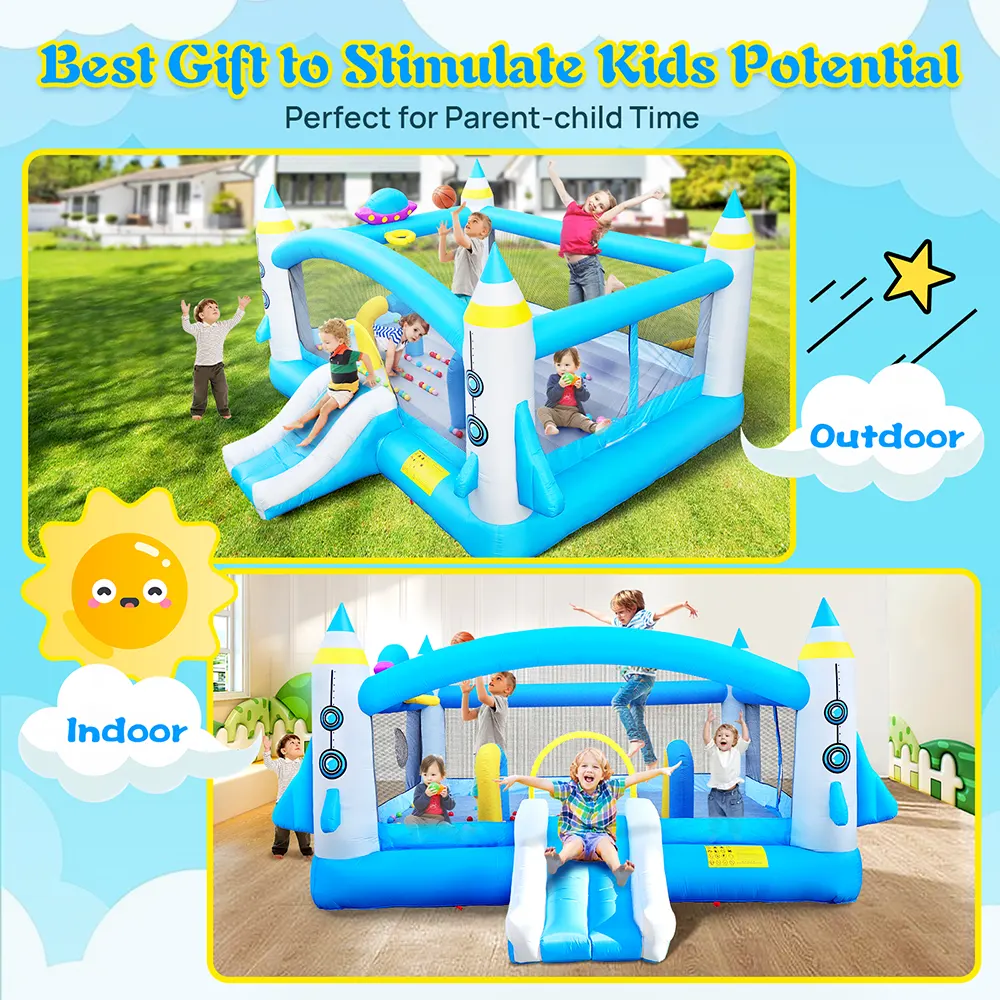 Best Gift to Stimulate Kids Potential
Perfect for Parent-child Time
Outdoor
Indoor